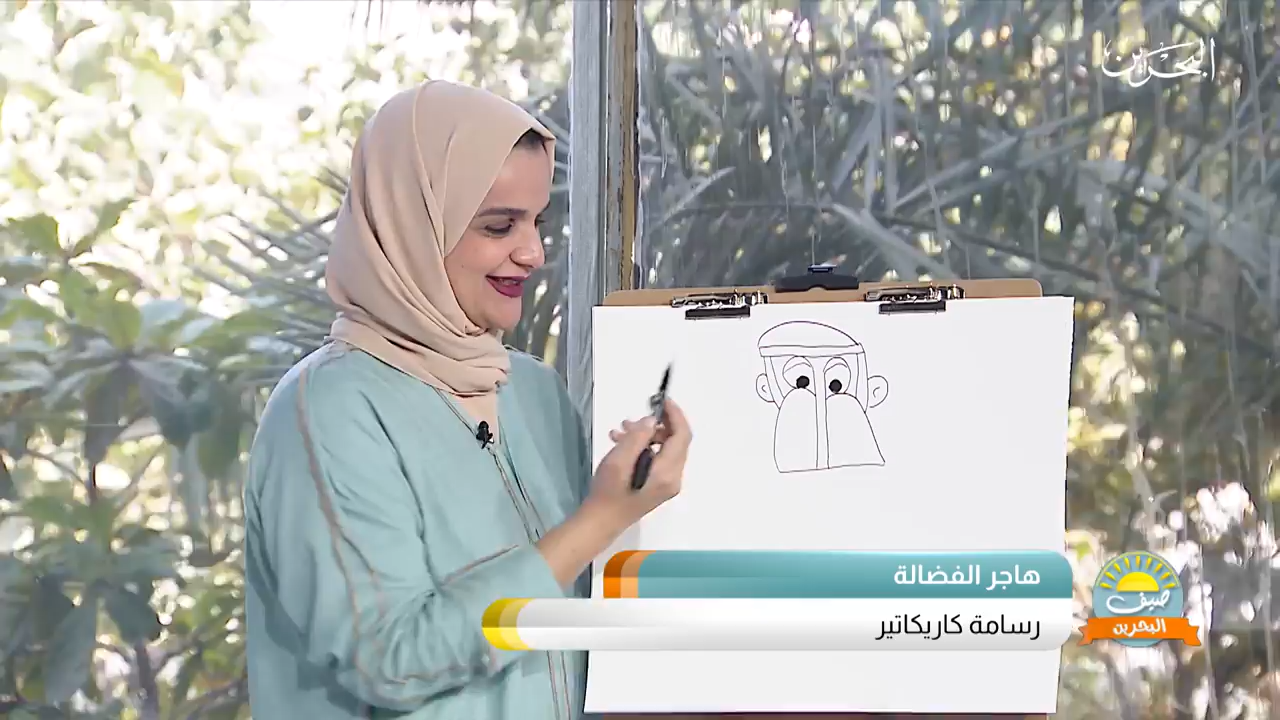 البحرين
هاجر الفضالة
رسامة كاريكاتير
صيف
البحرين